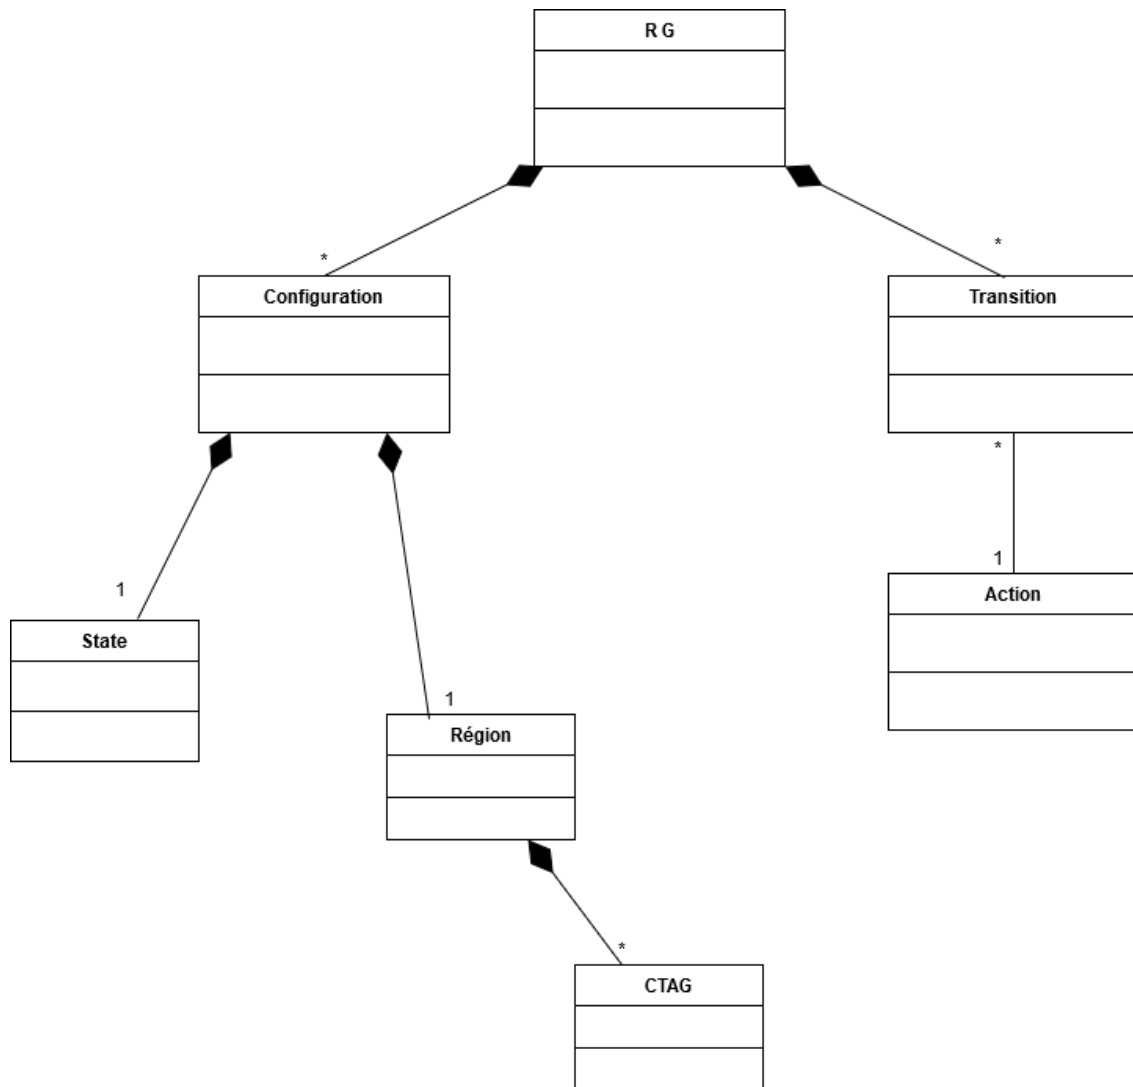 R G
*
*
Configuration
Transition
*
1
1
Action
State
1
Région
*
CTAG